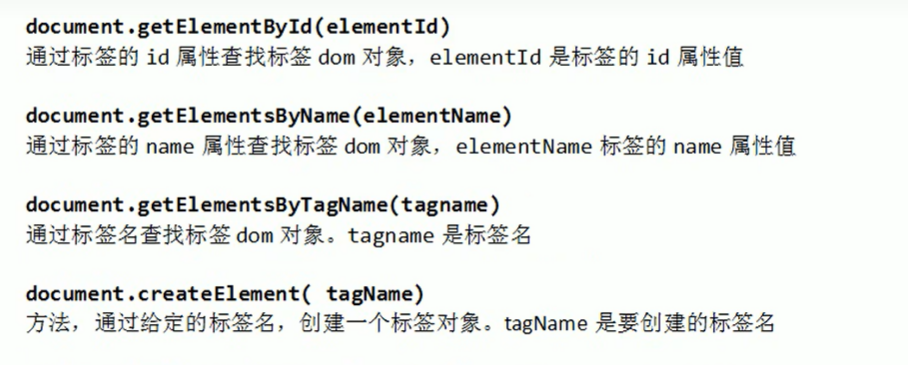 document.getElementById(elementId)
通过标签的 id 属性查找标签 dom 对象，elementId 是标签的 id 属性值
document.getElementsByName(elementName)
通过标签的 name 属性查找标签 dom 对象，elementName 标签的 name 属性值
document.getElementsByTagName(tagname)
通过标签名查找标签 dom 对象。tagname 是标签名
document.createElement( tagName)
方法，通过给定的标签名，创建一个标签对象。tagName 是要创建的标签名